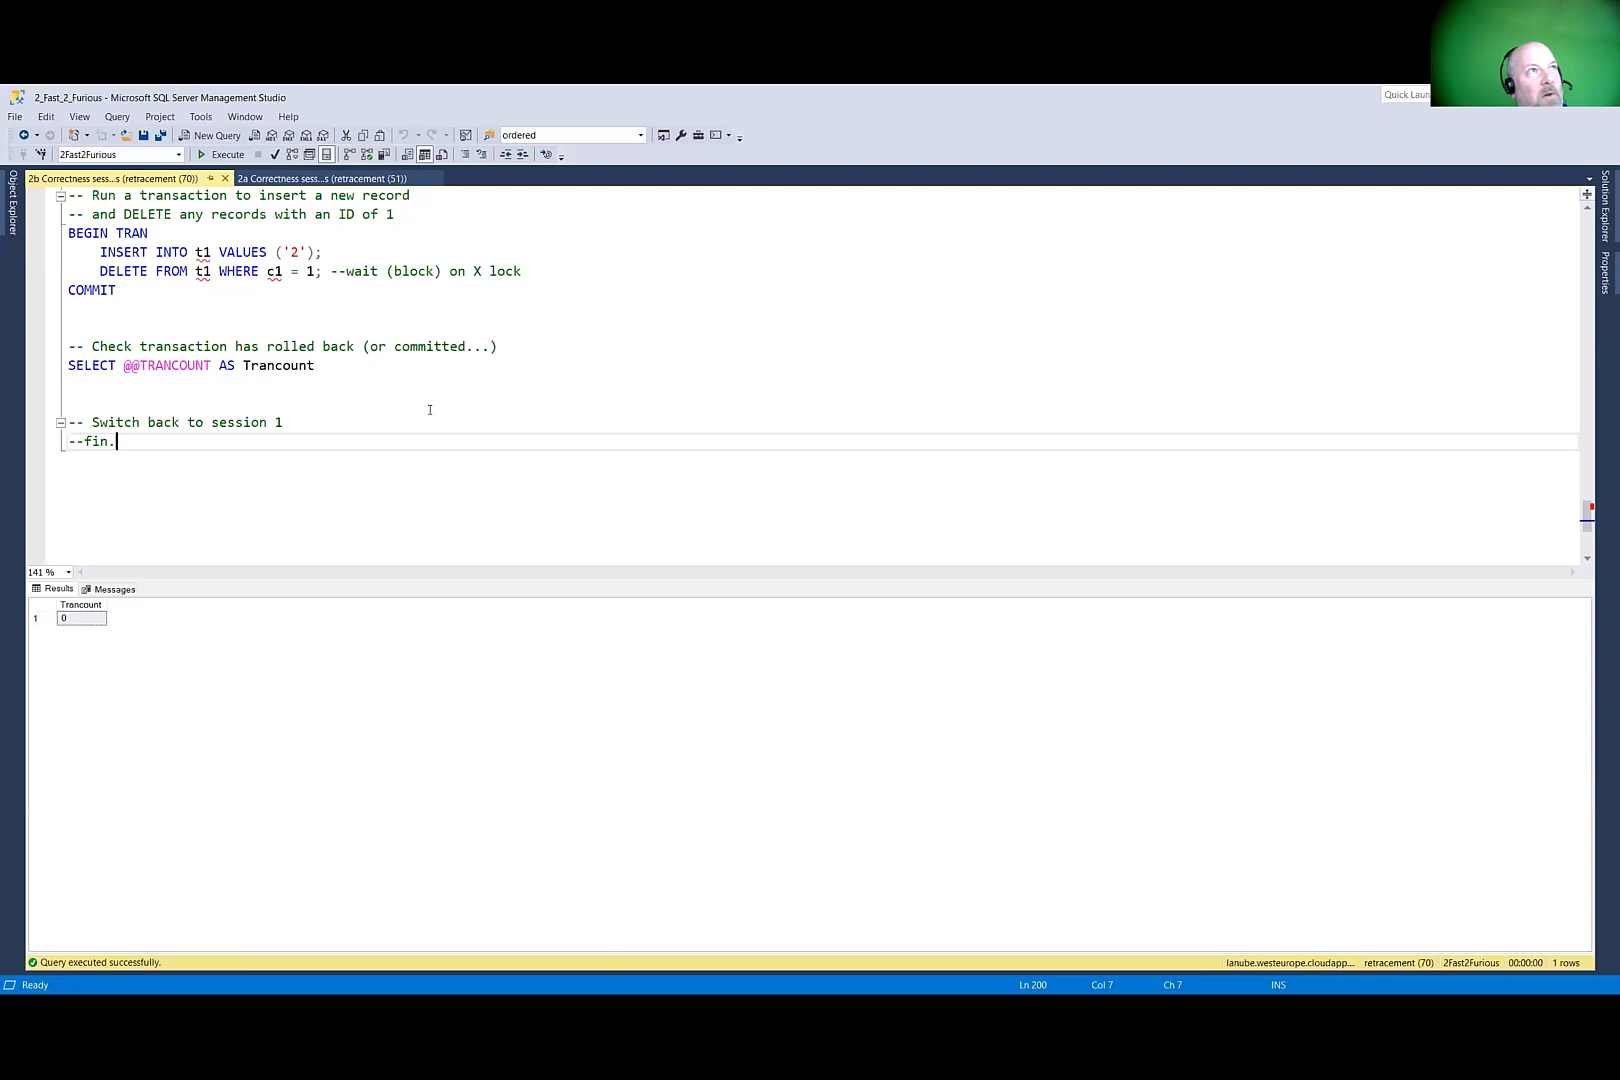 2_Fast_2_Furious - Microsoft SQL Server Management Studio
Quick Laun
File Edit View Query Project Tools Window Help
New Query
ordered
2Fast2Furious
Execute
2b Correctness sess...s (retracement (70))
2a Correctness sess...s (retracement (51))
Object Explorer
Solution Explorer
Properties
-- Run a transaction to insert a new record
-- and DELETE any records with an ID of 1
BEGIN TRAN
INSERT INTO t1 VALUES ('2');
DELETE FROM t1 WHERE c1 = 1; --wait (block) on X lock
COMMIT
-- Check transaction has rolled back (or committed...)
SELECT @@TRANCOUNT AS Trancount
-- Switch back to session 1
--fin.
141 %
Results Messages
Trancount
1 0
Query executed successfully.
lanube.westeurope.cloudapp.... retracement (70) 2Fast2Furious 00:00:00 1 rows
Ready Ln 200 Col 7 Ch 7 INS